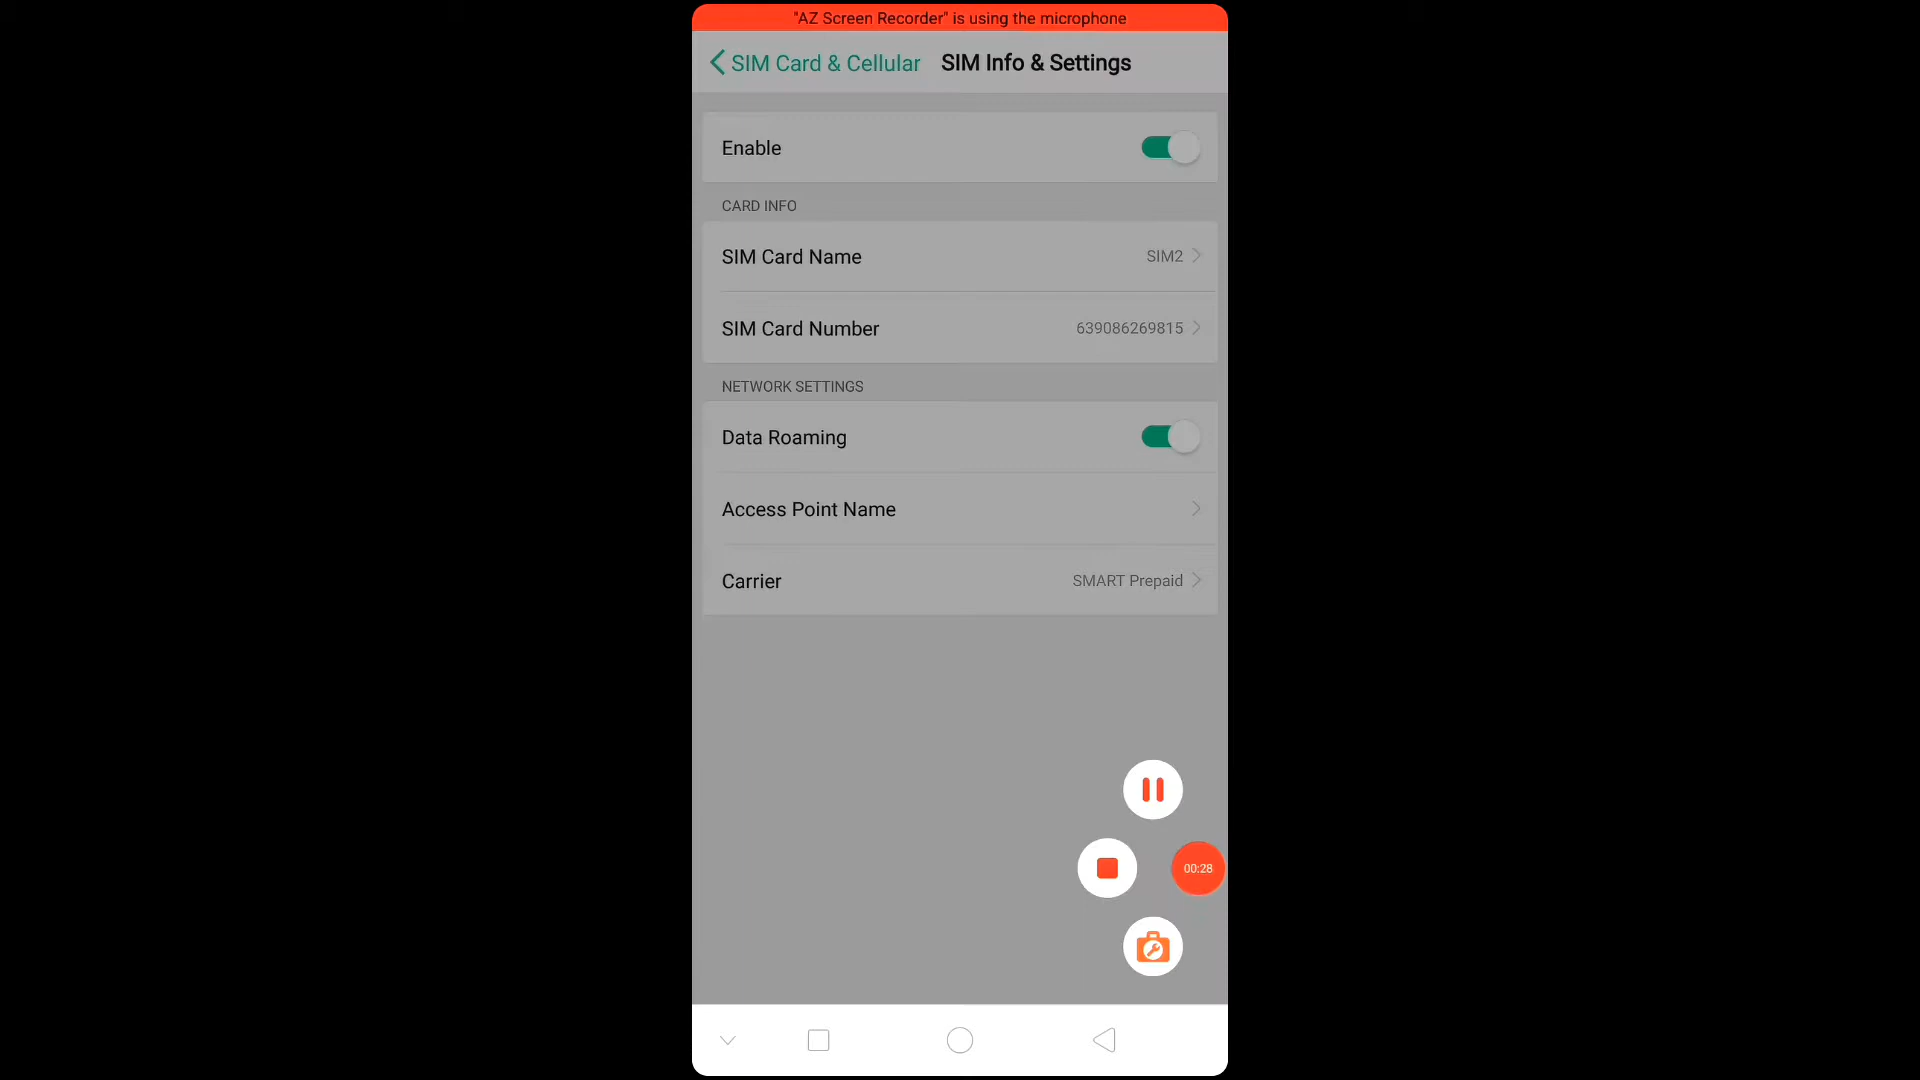 "AZ Screen Recorder" is using the microphone
SIM Card & Cellular SIM Info & Settings
Enable
CARD INFO
SIM Card Name SIM2
SIM Card Number 639086269815
NETWORK SETTINGS
Data Roaming
Access Point Name
Carrier SMART Prepaid
00:28